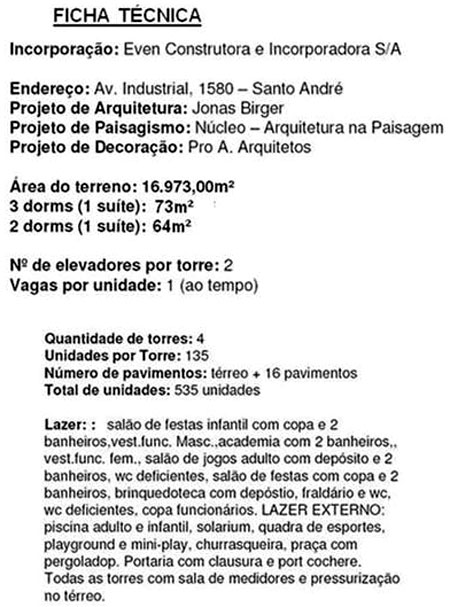 FICHA TÉCNICA
Incorporação: Even Construtora e Incorporadora S/A
Endereço: Av. Industrial, 1580 – Santo André
Projeto de Arquitetura: Jonas Birger
Projeto de Paisagismo: Núcleo – Arquitetura na Paisagem
Projeto de Decoração: Pro A. Arquitetos
Área do terreno: 16.973,00m²
3 dorms (1 suíte): 73m²
2 dorms (1 suíte): 64m²
Nº de elevadores por torre: 2
Vagas por unidade: 1 (ao tempo)
Quantidade de torres: 4
Unidades por Torre: 135
Número de pavimentos: térreo + 16 pavimentos
Total de unidades: 535 unidades
Lazer: : salão de festas infantil com copa e 2
banheiros,vest.func. Masc.,academia com 2 banheiros,,
vest.func. fem., salão de jogos adulto com depósito e 2
banheiros, wc deficientes, salão de festas com copa e 2
banheiros, brinquedoteca com depóstio, fraldário e wc,
wc deficientes, copa funcionários. LAZER EXTERNO:
piscina adulto e infantil, solarium, quadra de esportes,
playground e mini-play, churrasqueira, praça com
pergoladop. Portaria com clausura e port cochere.
Todas as torres com sala de medidores e pressurização
no térreo.